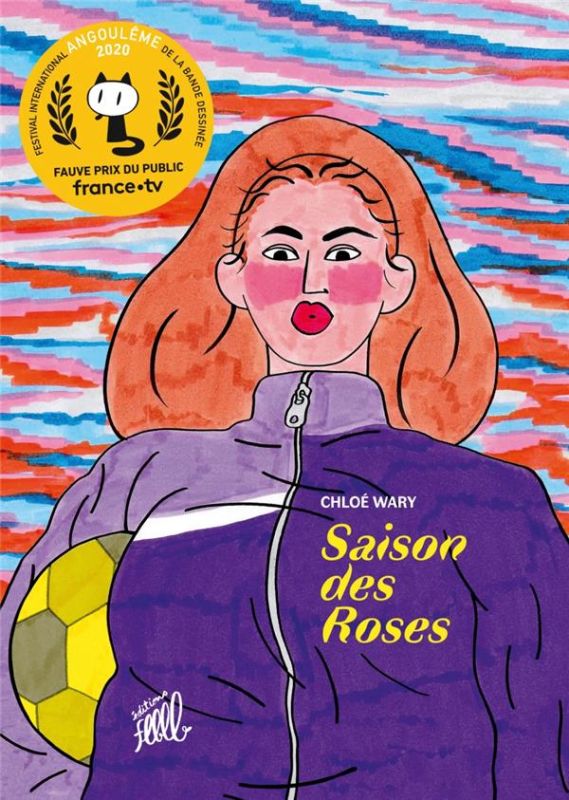 FESTIVAL INTERNATIONAL ANGOULÊME DE LA BANDE DESSINÉE
2020
FAUVE PRIX DU PUBLIC
france•tv
CHLOÉ WARY
Saison
des
Roses
éditions
FLBLB